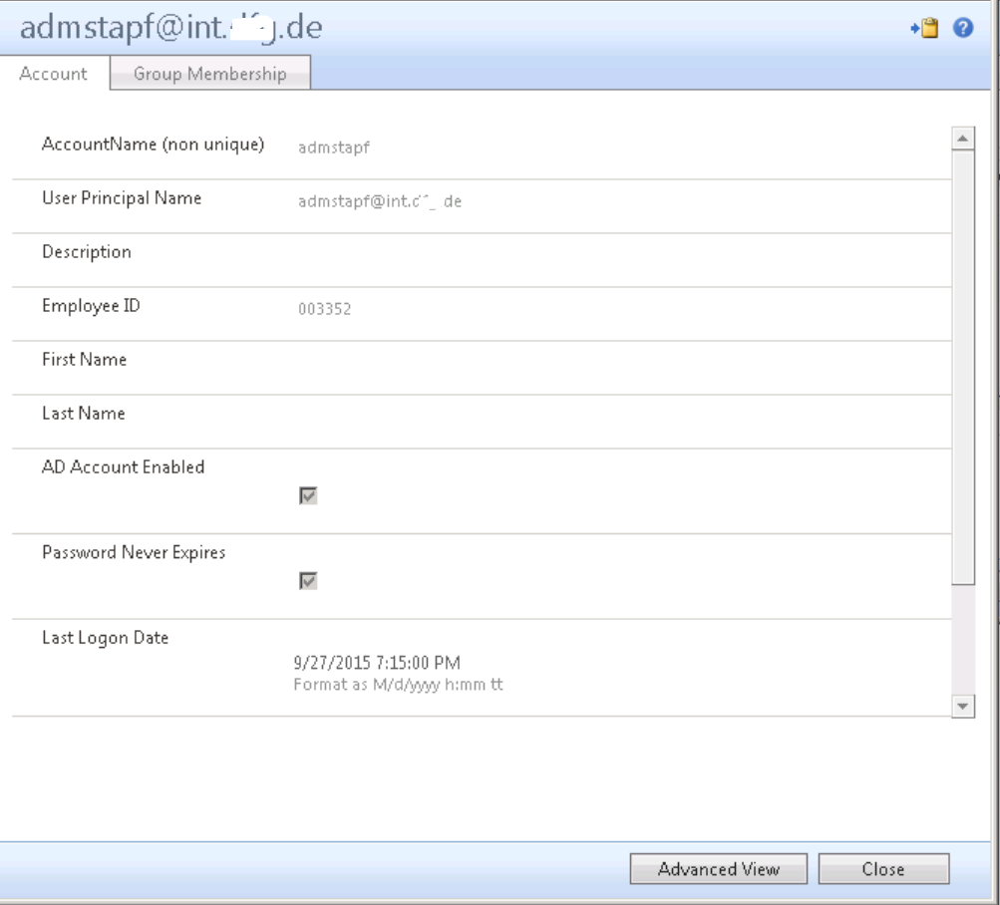 admstapf@int.
.de
Account
Group Membership
AccountName (non unique)
admstapf
User Principal Name
admstapf@int.
de
Description
Employee ID
003352
First Name
Last Name
AD Account Enabled
Password Never Expires
Last Logon Date
9/27/2015 7:15:00 PM
Format as M/d/yyyy h:mm tt
Advanced View
Close